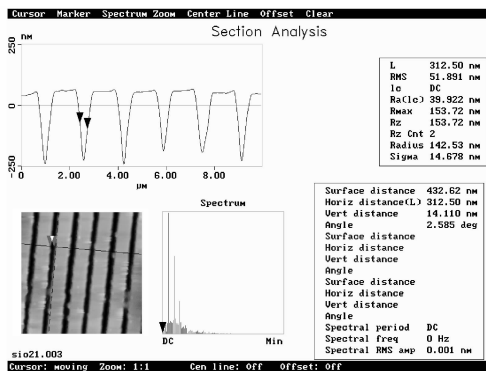 Cursor Marker Spectrum Zoom Center Line Offset Clear
Section Analysis
nM
250
0
-250
0 2.00 4.00 6.00 8.00
μM
L 312.50 nM
RMS 51.891 nM
lc DC
Ra(lc) 39.922 nM
Rmax 153.72 nM
Rz 153.72 nM
Rz Cnt 2
Radius 142.53 nM
Sigma 14.678 nM
Surface distance 432.62 nM
Horiz distance(L) 312.50 nM
Vert distance 14.110 nM
Angle 2.585 deg
Surface distance
Horiz distance
Vert distance
Angle
Surface distance
Horiz distance
Vert distance
Angle
Spectral period DC
Spectral freq 0 Hz
Spectral RMS amp 0.001 nM
Spectrum
DC Min
sio21.003
Cursor: moving Zoom: 1:1 Cen line: Off Offset: Off